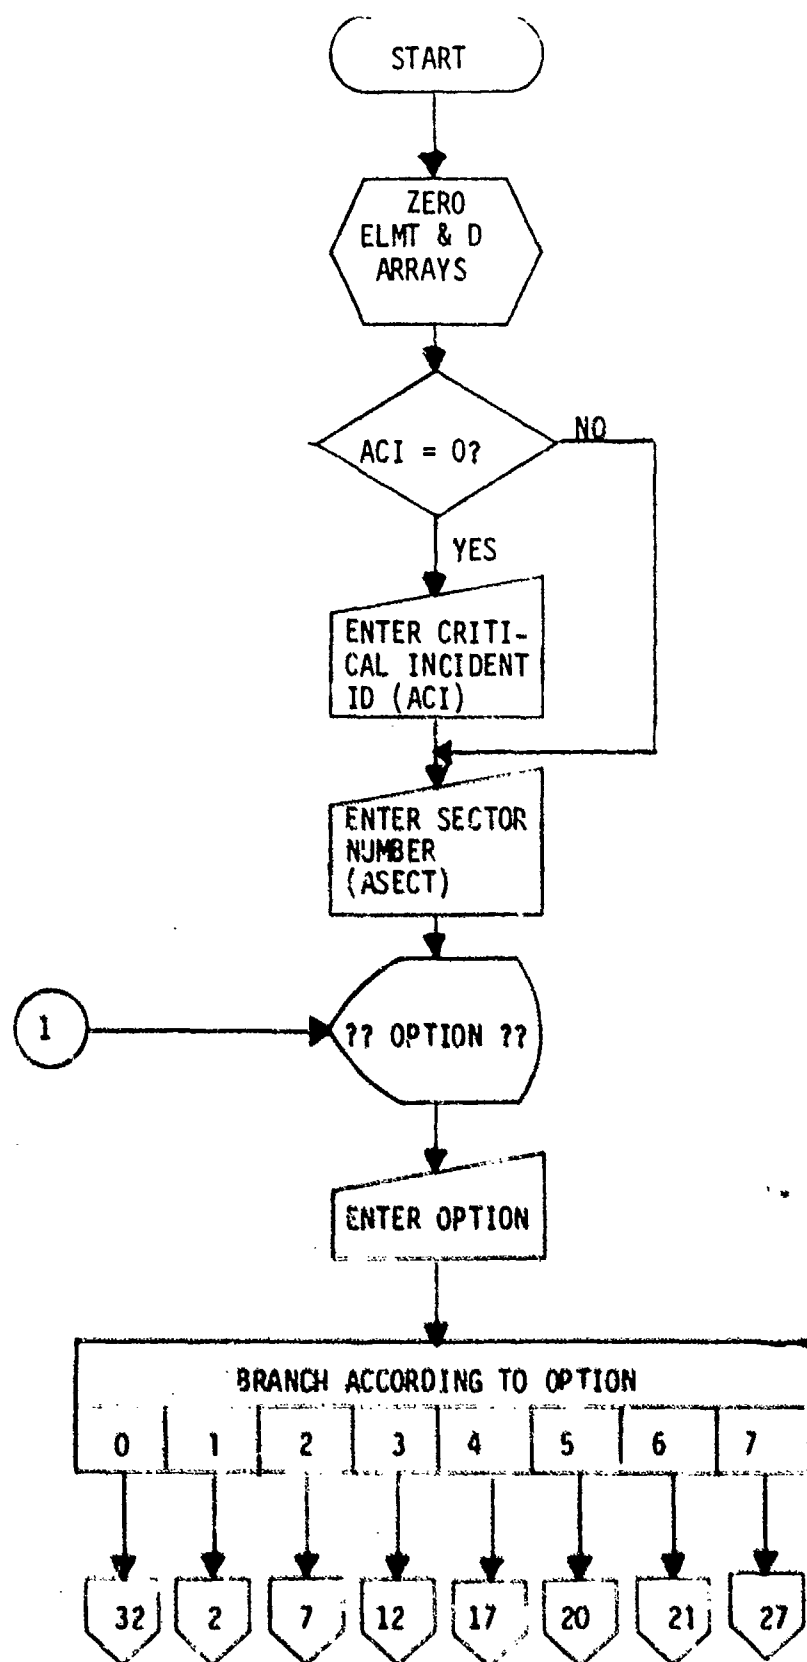 START
ZERO
ELMT & D
ARRAYS
ACI = 0?
NO
YES
ENTER CRITI-
CAL INCIDENT
ID (ACI)
ENTER SECTOR
NUMBER
(ASECT)
1
?? OPTION ??
ENTER OPTION
BRANCH ACCORDING TO OPTION
0 1 2 3 4 5 6 7
32 2 7 12 17 20 21 27